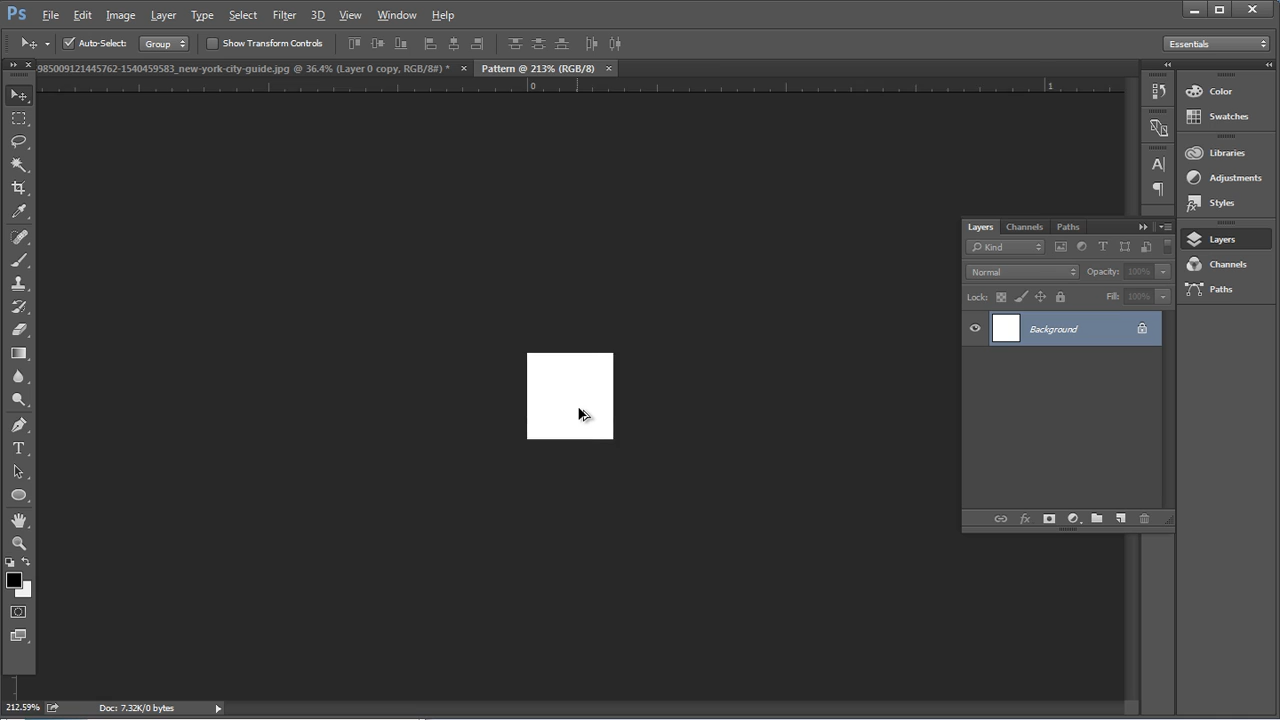 Ps File Edit Image Layer Type Select Filter 3D View Window Help
Auto-Select: Group Show Transform Controls Essentials
985009121445762-1540459583_new-york-city-guide.jpg @ 36.4% (Layer 0 copy, RGB/8#) * Pattern @ 213% (RGB/8)
0 1
Color
Swatches
Libraries
Adjustments
Styles
Layers
Channels
Paths
Layers Channels Paths
Kind
Normal Opacity: 100%
Lock: Fill: 100%
Background
212.59% Doc: 7.32K/0 bytes